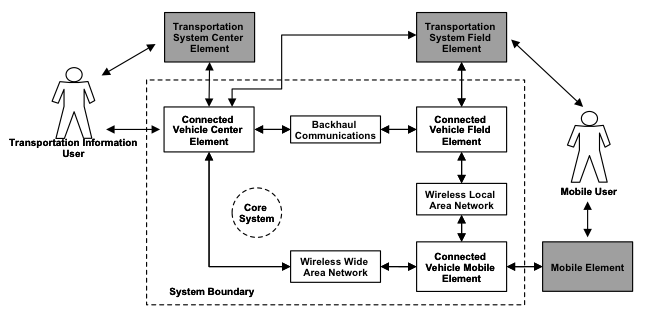 Transportation
System Center
Element
Transportation
System Field
Element
Transportation Information
User
Connected
Vehicle Center
Element
Backhaul
Communications
Connected
Vehicle Field
Element
Mobile User
Wireless Local
Area Network
Core
System
Wireless Wide
Area Network
Connected
Vehicle Mobile
Element
Mobile Element
System Boundary